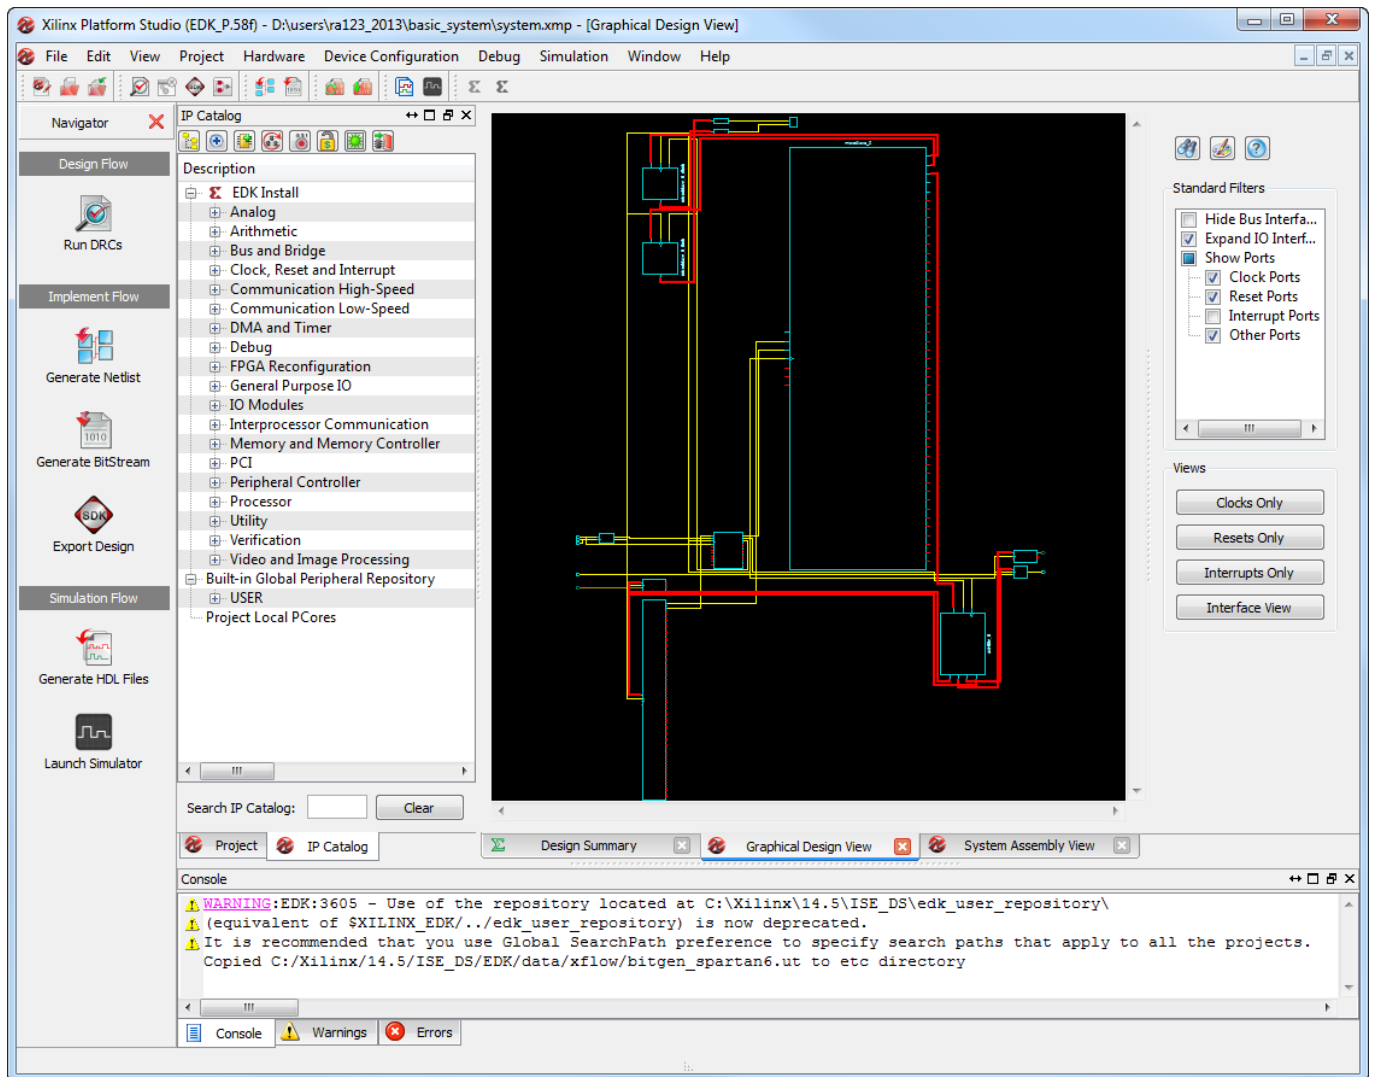 Xilinx Platform Studio (EDK_P.58f) - D:\users\ra123_2013\basic_system\system.xmp - [Graphical Design View]
File Edit View Project Hardware Device Configuration Debug Simulation Window Help
Navigator
Design Flow
Run DRCs
Implement Flow
Generate Netlist
1010
Generate BitStream
SDK
Export Design
Simulation Flow
Generate HDL Files
Launch Simulator
IP Catalog
Description
EDK Install
Analog
Arithmetic
Bus and Bridge
Clock, Reset and Interrupt
Communication High-Speed
Communication Low-Speed
DMA and Timer
Debug
FPGA Reconfiguration
General Purpose IO
IO Modules
Interprocessor Communication
Memory and Memory Controller
PCI
Peripheral Controller
Processor
Utility
Verification
Video and Image Processing
Built-in Global Peripheral Repository
USER
Project Local PCores
Search IP Catalog:
Clear
Project
IP Catalog
Design Summary
Graphical Design View
System Assembly View
Standard Filters
Hide Bus Interfa...
Expand IO Interf...
Show Ports
Clock Ports
Reset Ports
Interrupt Ports
Other Ports
Views
Clocks Only
Resets Only
Interrupts Only
Interface View
Console
WARNING:EDK:3605 - Use of the repository located at C:\Xilinx\14.5\ISE_DS\edk_user_repository\
(equivalent of $XILINX_EDK/../edk_user_repository) is now deprecated.
It is recommended that you use Global SearchPath preference to specify search paths that apply to all the projects.
Copied C:/Xilinx/14.5/ISE_DS/EDK/data/xflow/bitgen_spartan6.ut to etc directory
Console
Warnings
Errors